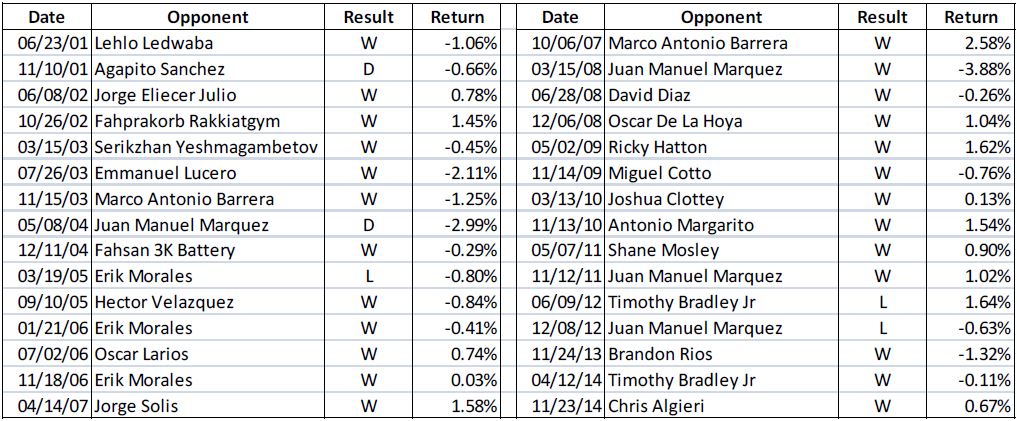 Date Opponent Result Return Date Opponent Result Return
06/23/01 Lehlo Ledwaba W -1.06% 10/06/07 Marco Antonio Barrera W 2.58%
11/10/01 Agapito Sanchez D -0.66% 03/15/08 Juan Manuel Marquez W -3.88%
06/08/02 Jorge Eliecer Julio W 0.78% 06/28/08 David Diaz W -0.26%
10/26/02 Fahprakorb Rakkiatgym W 1.45% 12/06/08 Oscar De La Hoya W 1.04%
03/15/03 Serikzhan Yeshmagambetov W -0.45% 05/02/09 Ricky Hatton W 1.62%
07/26/03 Emmanuel Lucero W -2.11% 11/14/09 Miguel Cotto W -0.76%
11/15/03 Marco Antonio Barrera W -1.25% 03/13/10 Joshua Clottey W 0.13%
05/08/04 Juan Manuel Marquez D -2.99% 11/13/10 Antonio Margarito W 1.54%
12/11/04 Fahsan 3K Battery W -0.29% 05/07/11 Shane Mosley W 0.90%
03/19/05 Erik Morales L -0.80% 11/12/11 Juan Manuel Marquez W 1.02%
09/10/05 Hector Velazquez W -0.84% 06/09/12 Timothy Bradley Jr L 1.64%
01/21/06 Erik Morales W -0.41% 12/08/12 Juan Manuel Marquez L -0.63%
07/02/06 Oscar Larios W 0.74% 11/24/13 Brandon Rios W -1.32%
11/18/06 Erik Morales W 0.03% 04/12/14 Timothy Bradley Jr W -0.11%
04/14/07 Jorge Solis W 1.58% 11/23/14 Chris Algieri W 0.67%